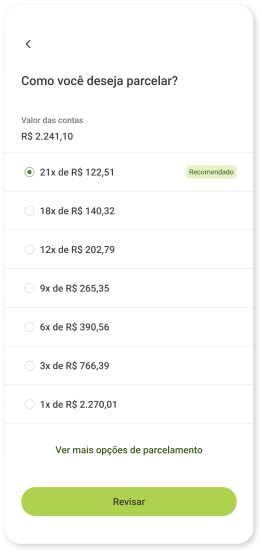 Como você deseja parcelar?
Valor das contas
R$ 2.241,10
21x de R$ 122,51 Recomendado
18x de R$ 140,32
12x de R$ 202,79
9x de R$ 265,35
6x de R$ 390,56
3x de R$ 766,39
1x de R$ 2.270,01
Ver mais opções de parcelamento
Revisar